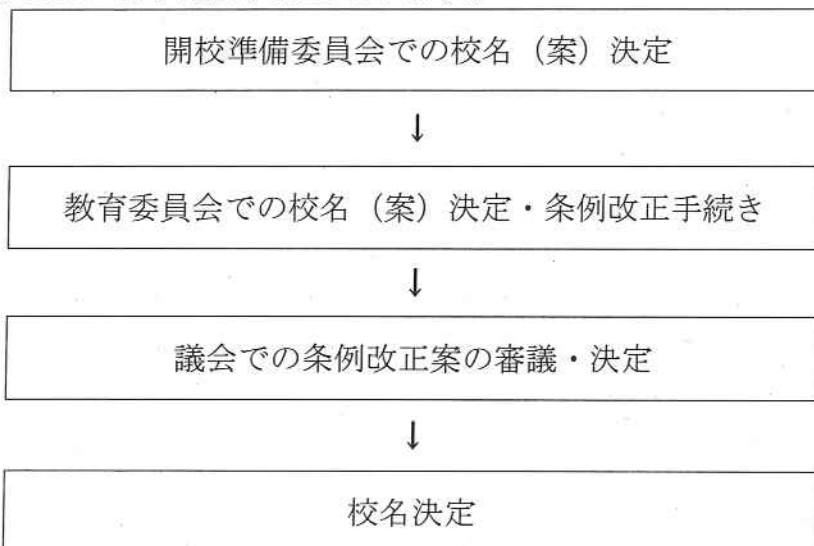 開校準備委員会での校名（案）決定
↓
教育委員会での校名（案）決定・条例改正手続き
↓
議会での条例改正案の審議・決定
↓
校名決定